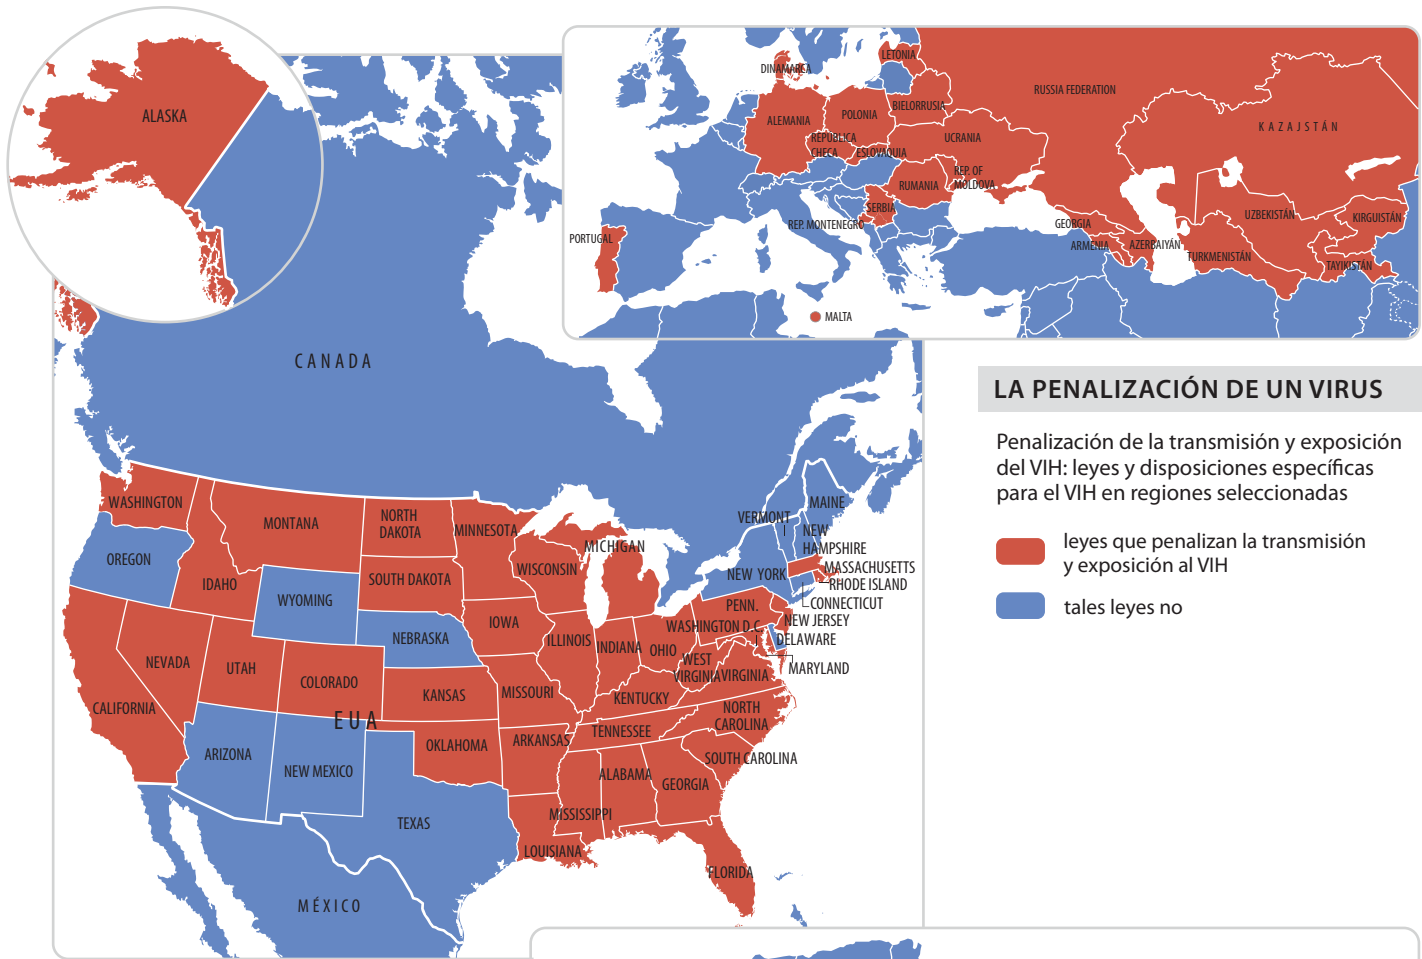 ALASKA
DINAMARCA
LETONIA
RUSSIA FEDERATION
ALEMANIA
POLONIA
BIELORRUSIA
KAZAJSTÁN
REPÚBLICA
CHECA
ESLOVAQUIA
UCRANIA
REP. OF
MOLDOVA
RUMANIA
SERBIA
REP. MONTENEGRO
PORTUGAL
GEORGIA
ARMENIA
AZERBAIYÁN
UZBEKISTÁN
KIRGUISTÁN
TURKMENISTÁN
TAYIKISTÁN
MALTA
CANADA
LA PENALIZACIÓN DE UN VIRUS
Penalización de la transmisión y exposición
del VIH: leyes y disposiciones específicas
para el VIH en regiones seleccionadas
leyes que penalizan la transmisión
y exposición al VIH
tales leyes no
WASHINGTON
MONTANA
NORTH
DAKOTA
MINNESOTA
MICHIGAN
VERMONT
MAINE
NEW
HAMPSHIRE
MASSACHUSETTS
RHODE ISLAND
CONNECTICUT
NEW YORK
OREGON
IDAHO
WYOMING
SOUTH DAKOTA
WISCONSIN
PENN.
NEW JERSEY
WASHINGTON D.C.
DELAWARE
MARYLAND
NEBRASKA
IOWA
ILLINOIS
INDIANA
OHIO
WEST
VIRGINIA
VIRGINIA
NEVADA
UTAH
COLORADO
KANSAS
MISSOURI
KENTUCKY
CALIFORNIA
EUA
NORTH
CAROLINA
TENNESSEE
ARIZONA
NEW MEXICO
OKLAHOMA
ARKANSAS
SOUTH CAROLINA
ALABAMA
GEORGIA
MISSISSIPPI
TEXAS
LOUISIANA
FLORIDA
MÉXICO